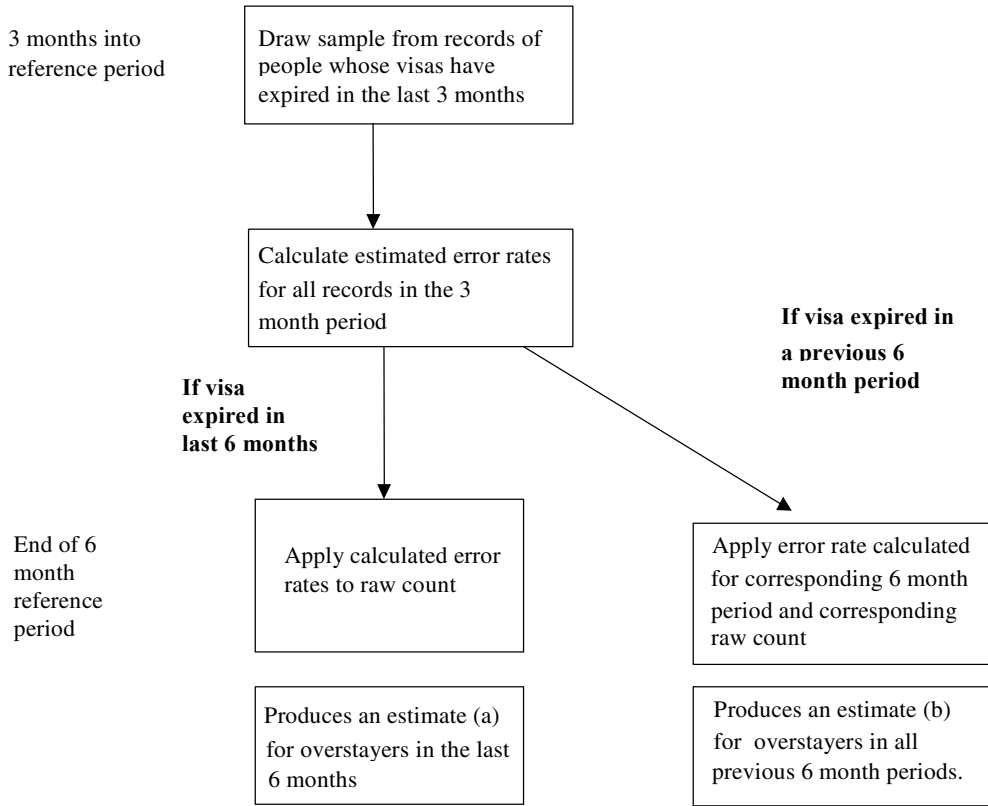 3 months into
reference period
Draw sample from records of
people whose visas have
expired in the last 3 months
Calculate estimated error rates
for all records in the 3
month period
If visa expired in
a previous 6
month period
If visa
expired in
last 6 months
End of 6
month
reference
period
Apply calculated error
rates to raw count
Apply error rate calculated
for corresponding 6 month
period and corresponding
raw count
Produces an estimate (a)
for overstayers in the last
6 months
Produces an estimate (b)
for overstayers in all
previous 6 month periods.